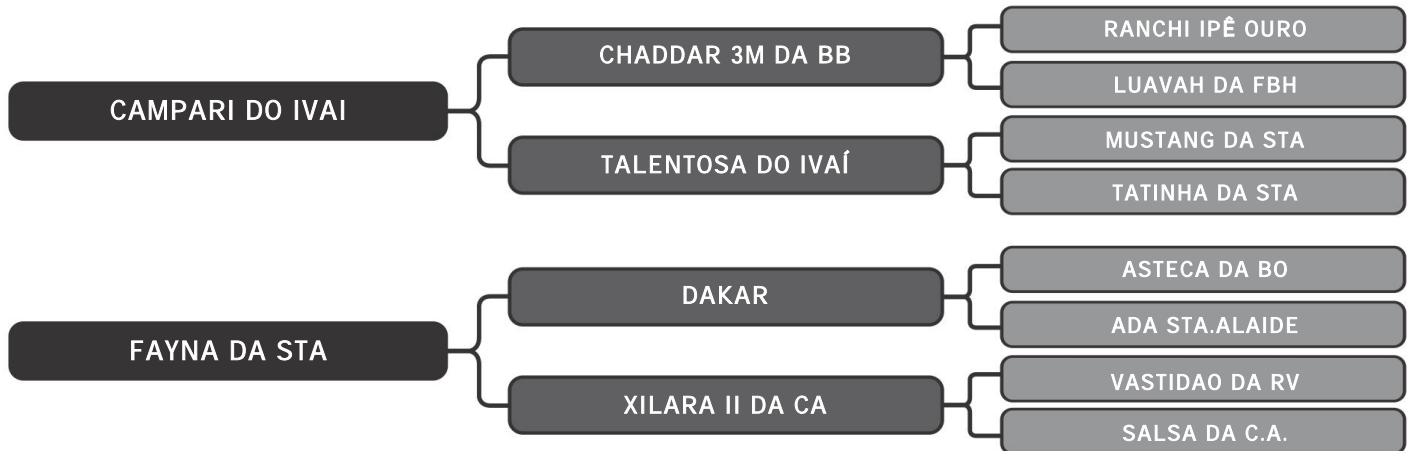 CAMPARI DO IVAI
CHADDAR 3M DA BB
RANCHI IPÊ OURO
LUAVAH DA FBH
TALENTOSA DO IVAÍ
MUSTANG DA STA
TATINHA DA STA
FAYNA DA STA
DAKAR
ASTECA DA BO
ADA STA.ALAIDE
XILARA II DA CA
VASTIDAO DA RV
SALSA DA C.A.